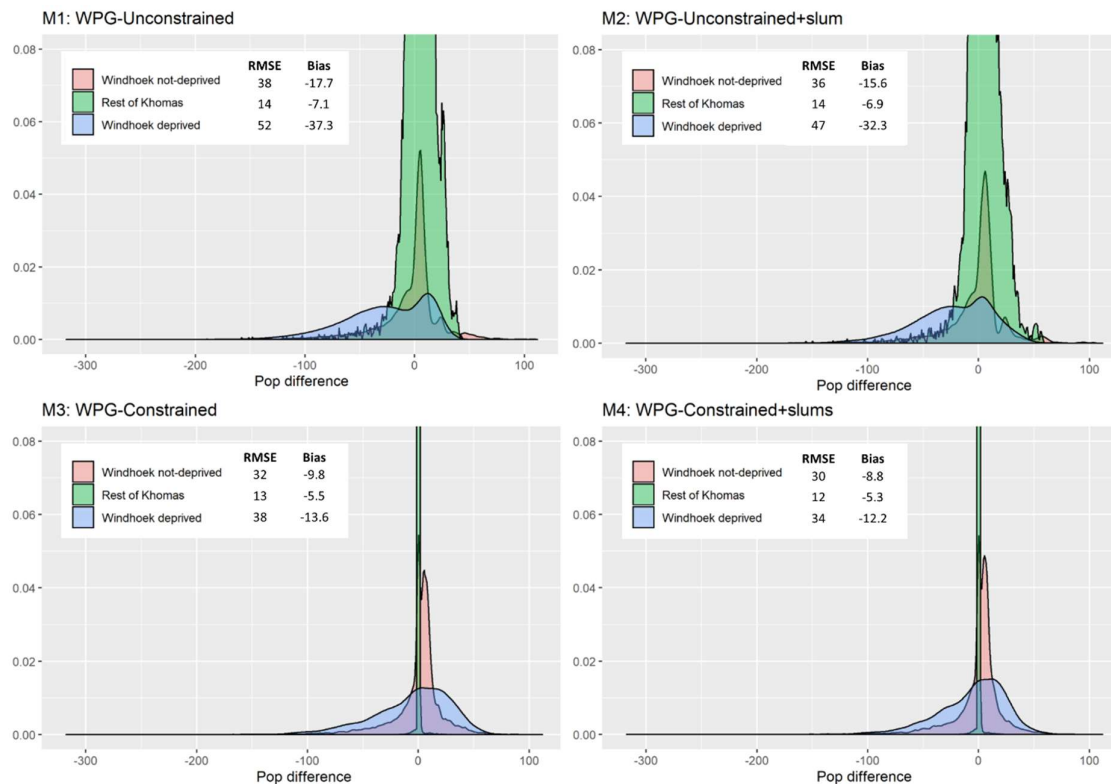 M1: WPG-Unconstrained
RMSE Bias
Windhoek not-deprived 38 -17.7
Rest of Khomas 14 -7.1
Windhoek deprived 52 -37.3
0.08
0.06
0.04
0.02
0.00
-300 -200 -100 0 100
Pop difference
M2: WPG-Unconstrained+slum
RMSE Bias
Windhoek not-deprived 36 -15.6
Rest of Khomas 14 -6.9
Windhoek deprived 47 -32.3
0.08
0.06
0.04
0.02
0.00
-300 -200 -100 0 100
Pop difference
M3: WPG-Constrained
RMSE Bias
Windhoek not-deprived 32 -9.8
Rest of Khomas 13 -5.5
Windhoek deprived 38 -13.6
0.08
0.06
0.04
0.02
0.00
-300 -200 -100 0 100
Pop difference
M4: WPG-Constrained+slums
RMSE Bias
Windhoek not-deprived 30 -8.8
Rest of Khomas 12 -5.3
Windhoek deprived 34 -12.2
0.08
0.06
0.04
0.02
0.00
-300 -200 -100 0 100
Pop difference